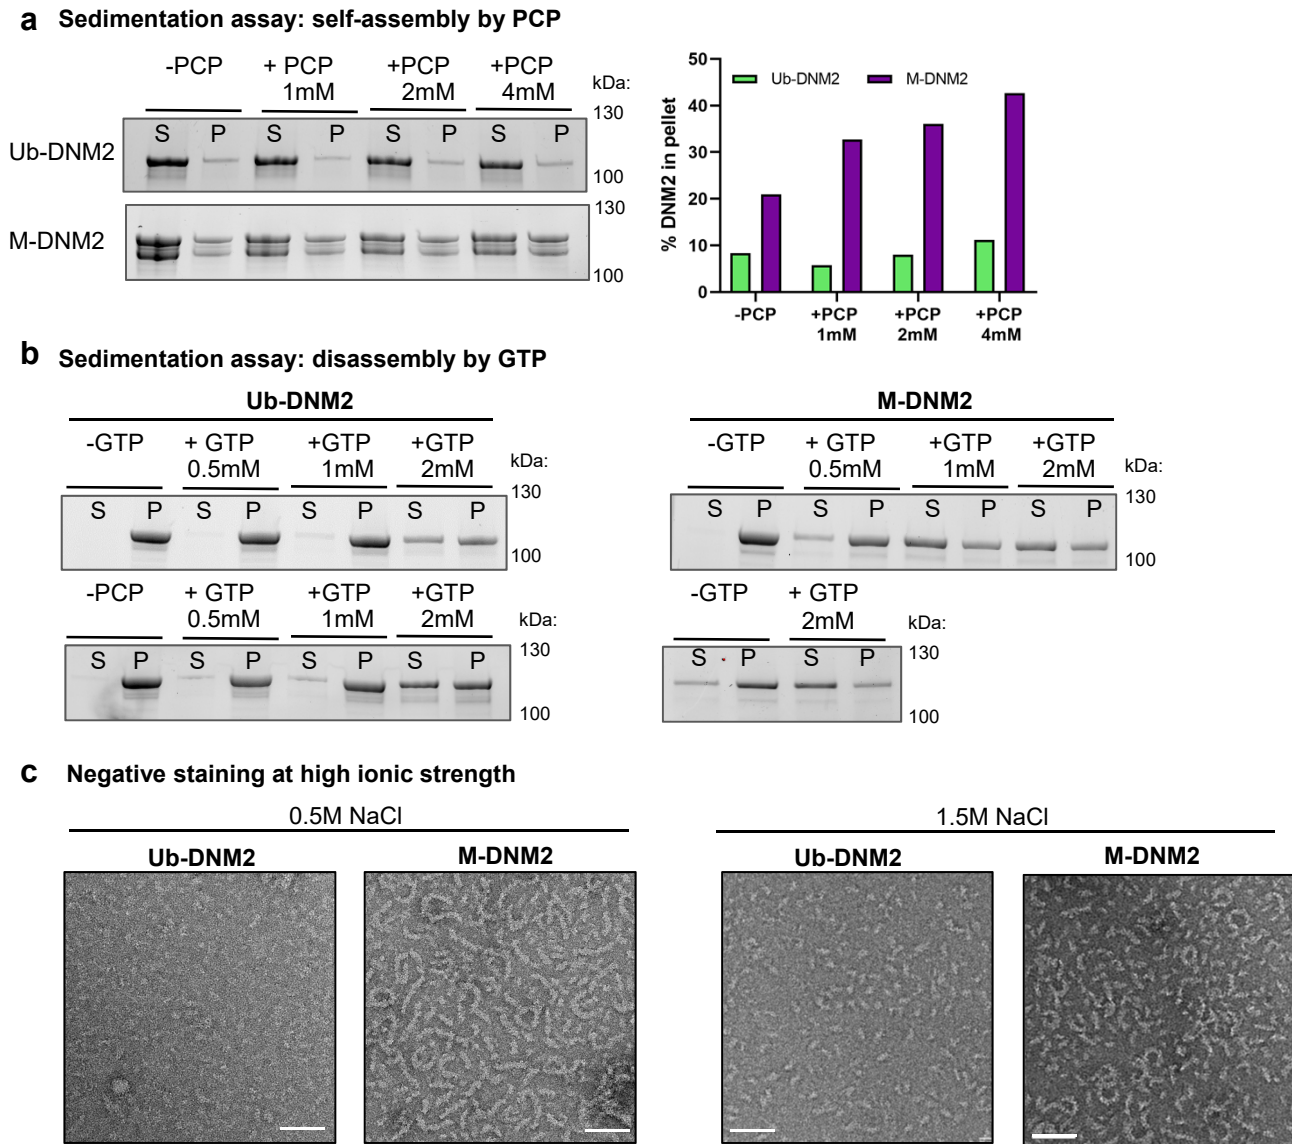 a Sedimentation assay: self-assembly by PCP
-PCP + PCP +PCP +PCP
1mM 2mM 4mM kDa:
130
S P S P S P S P
Ub-DNM2
100
130
M-DNM2
100
Ub-DNM2 M-DNM2
% DNM2 in pellet
50
40
30
20
10
0
-PCP +PCP +PCP +PCP
1mM 2mM 4mM
b Sedimentation assay: disassembly by GTP
Ub-DNM2
-GTP + GTP +GTP +GTP
0.5mM 1mM 2mM kDa:
130
S P S P S P S P
100
-PCP + GTP +GTP +GTP
0.5mM 1mM 2mM kDa:
130
S P S P S P S P
100
M-DNM2
-GTP + GTP +GTP +GTP
0.5mM 1mM 2mM kDa:
130
S P S P S P S P
100
-GTP + GTP
2mM kDa:
130
S P S P
100
c Negative staining at high ionic strength
0.5M NaCl 1.5M NaCl
Ub-DNM2 M-DNM2 Ub-DNM2 M-DNM2